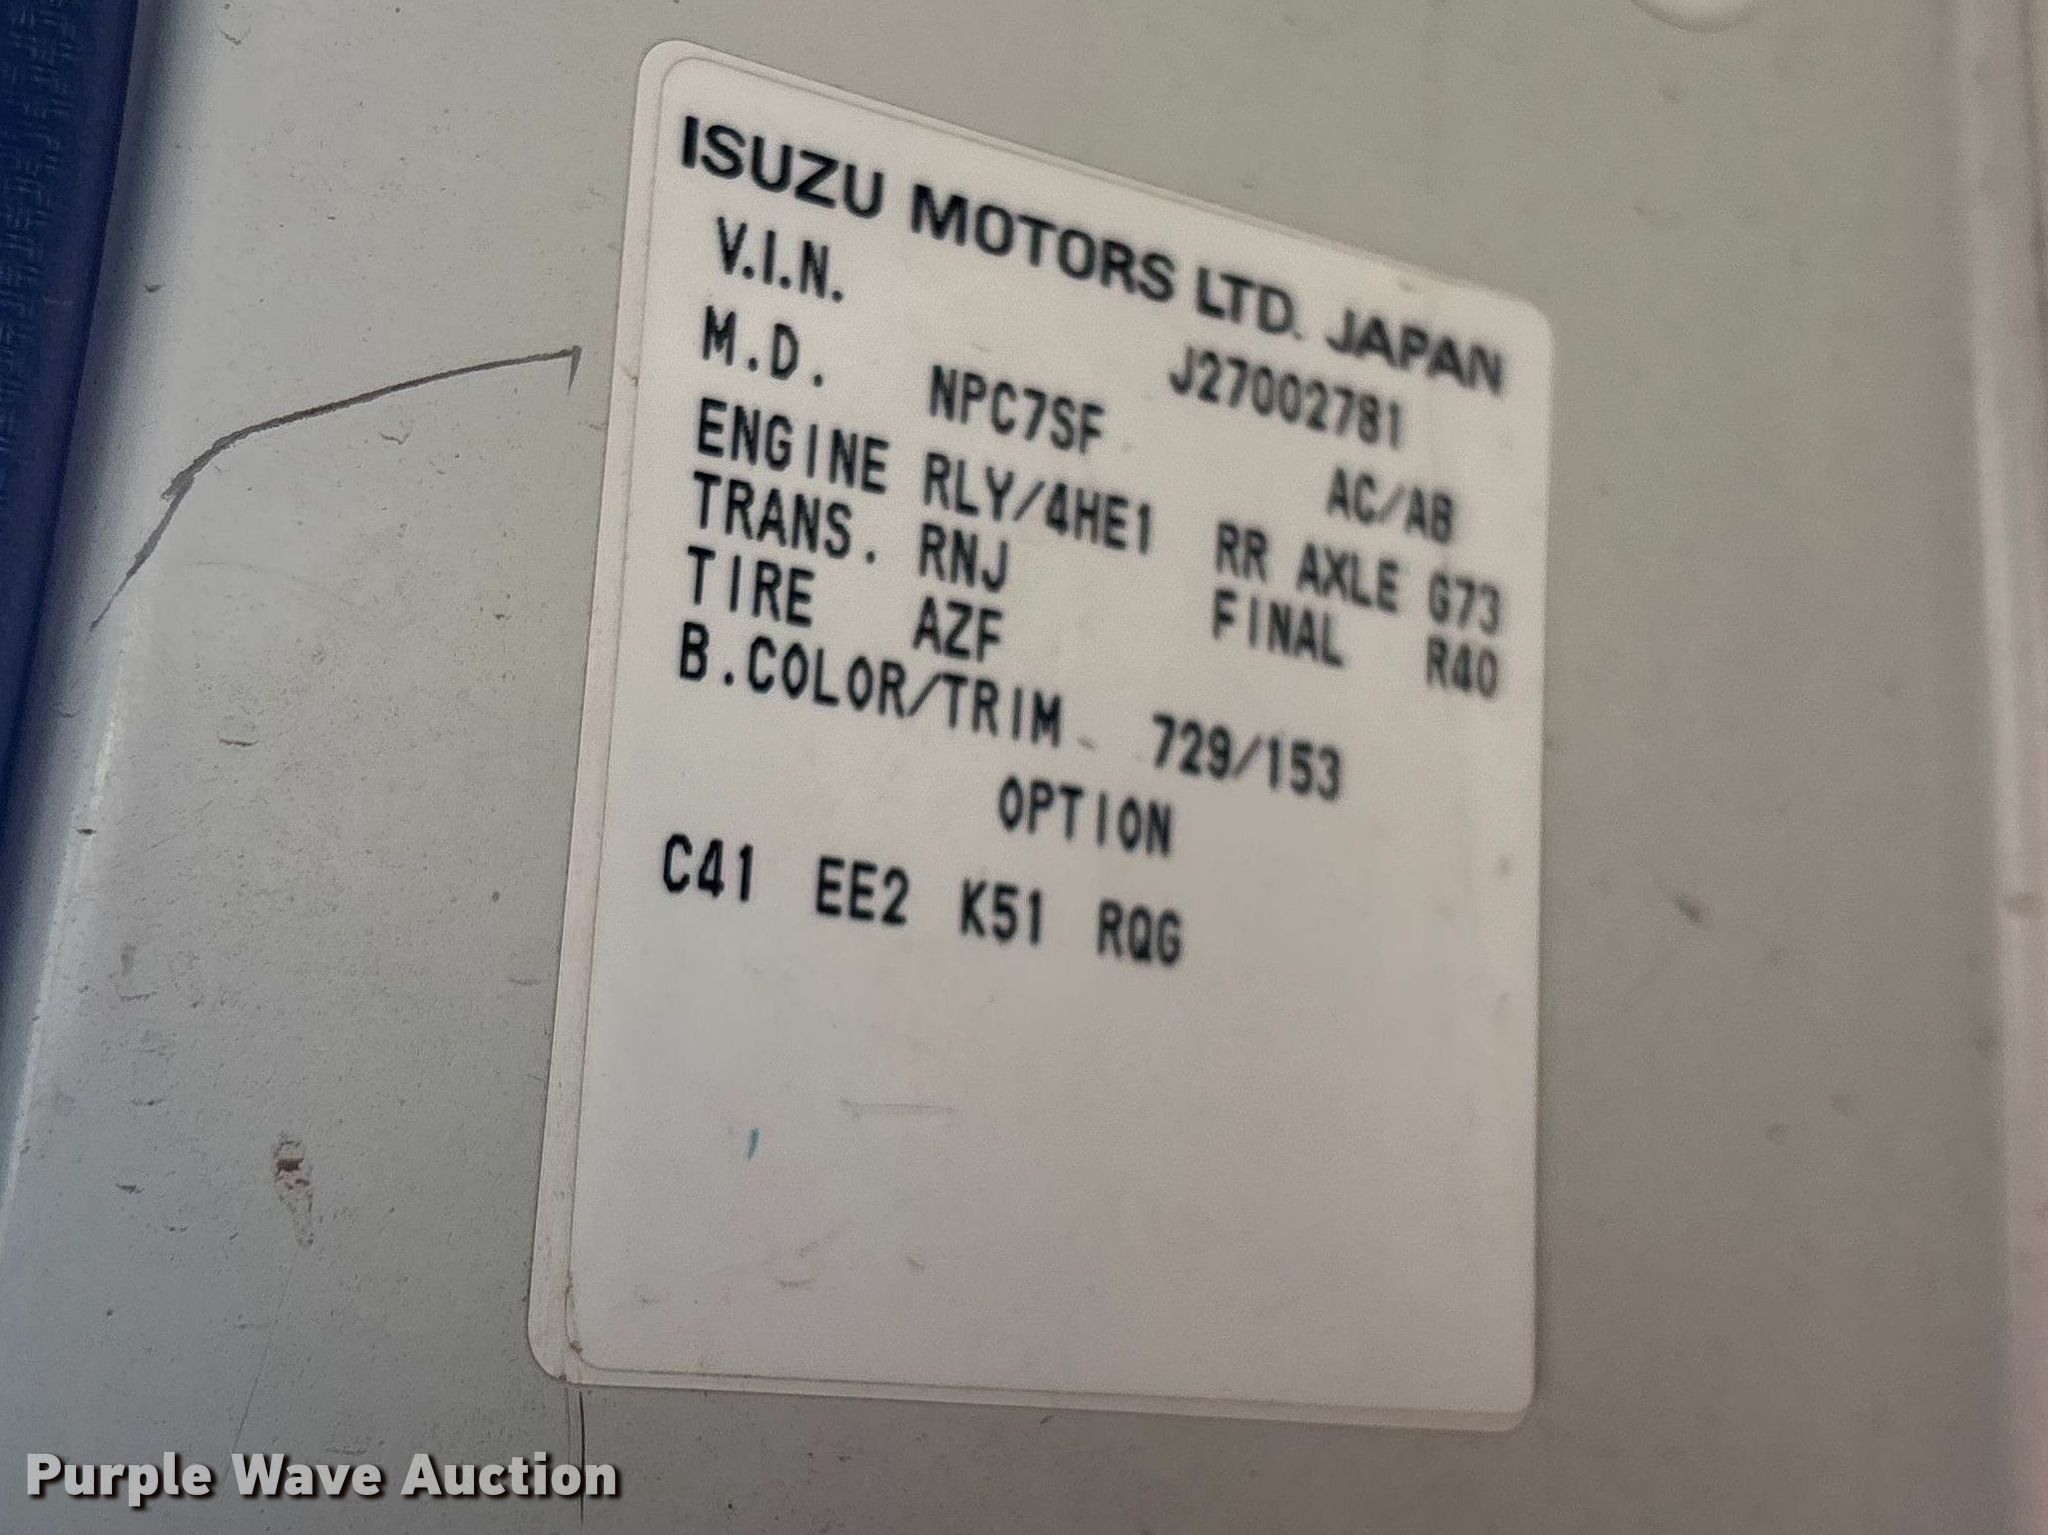 ISUZU MOTORS LTD. JAPAN
V.I.N. J27002781
M.D. NPC7SF AC/AB
ENGINE RLY/4HE1 RR AXLE G73
TRANS. RNJ FINAL R40
TIRE AZF
B.COLOR/TRIM 729/153
OPTION
C41 EE2 K51 RQG
Purple Wave Auction